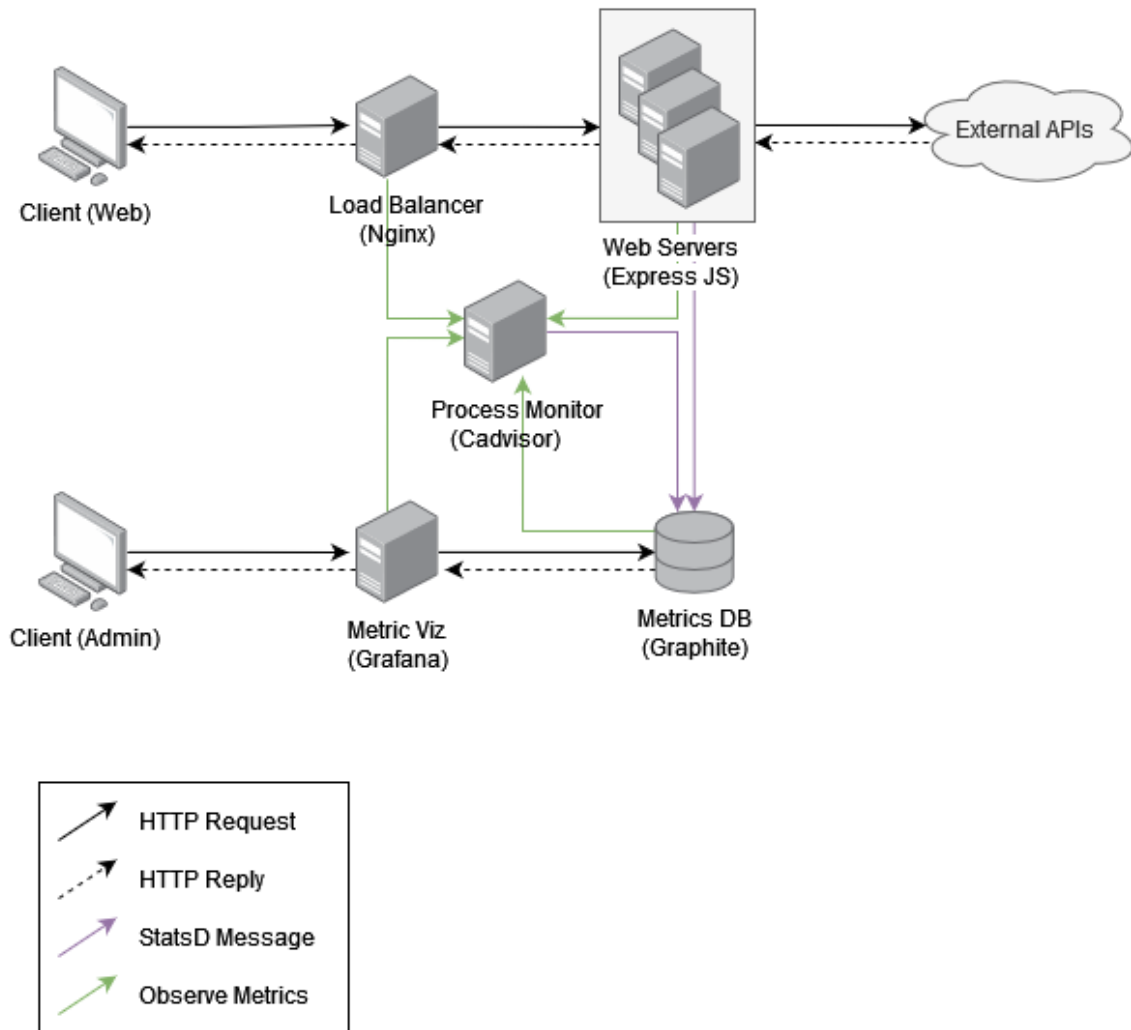 External APIs
Client (Web)
Load Balancer
(Nginx)
Web Servers
(Express JS)
Process Monitor
(Cadvisor)
Client (Admin)
Metric Viz
(Grafana)
Metrics DB
(Graphite)
HTTP Request
HTTP Reply
StatsD Message
Observe Metrics